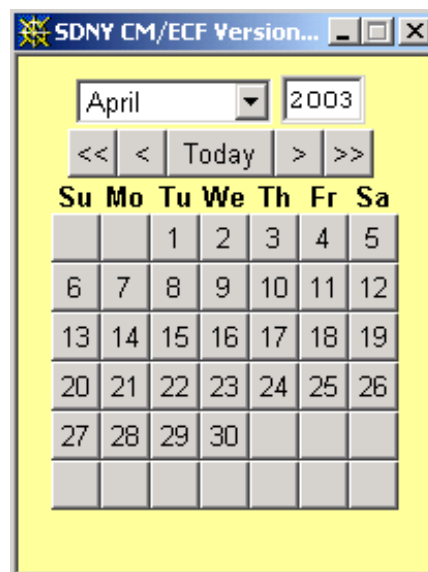 SDNY CM/ECF Version...
April 2003
<< < Today > >>
Su Mo Tu We Th Fr Sa
1 2 3 4 5
6 7 8 9 10 11 12
13 14 15 16 17 18 19
20 21 22 23 24 25 26
27 28 29 30